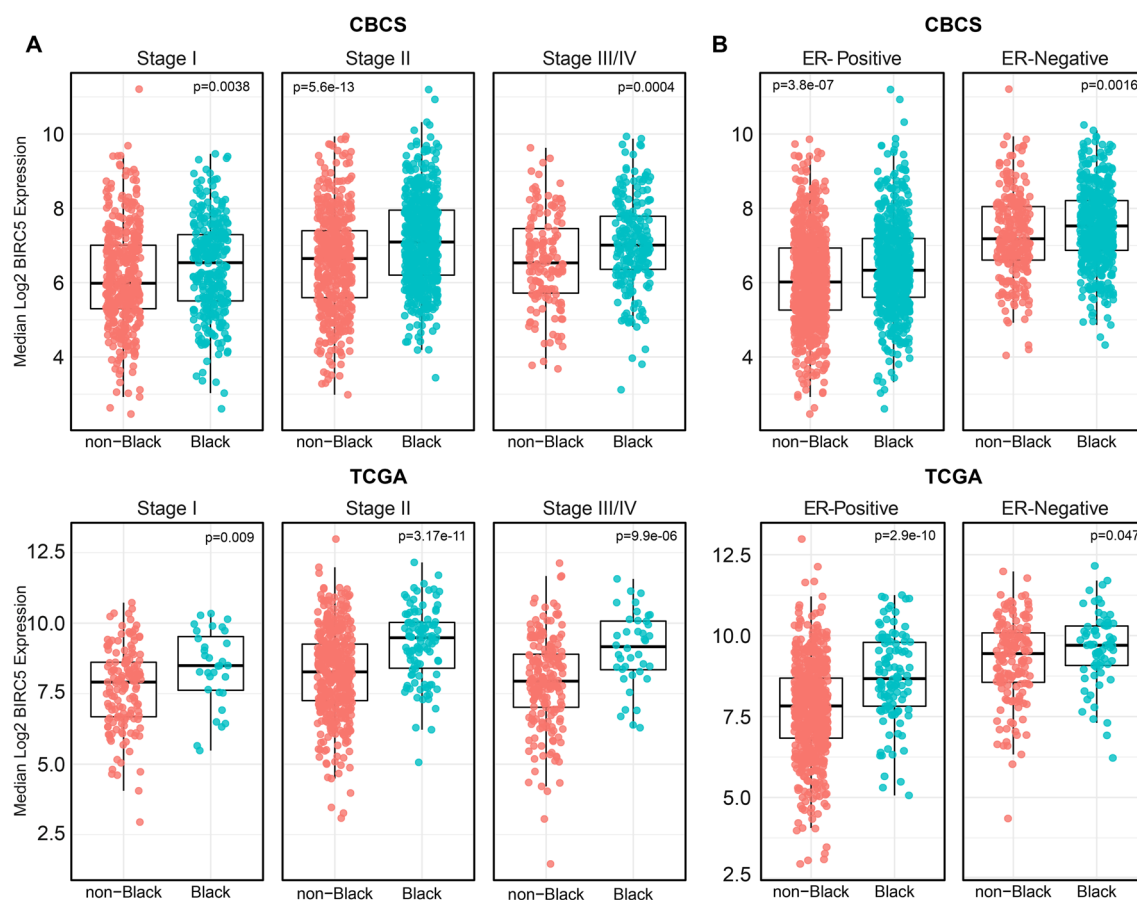 CBCS
A
Stage I
Stage II
Stage III/IV
p=0.0038
p=5.6e-13
p=0.0004
Median Log2 BIRC5 Expression
10
8
6
4
non−Black
Black
non−Black
Black
non−Black
Black
CBCS
B
ER- Positive
ER-Negative
p=3.8e-07
p=0.0016
10
8
6
4
non−Black
Black
non−Black
Black
TCGA
Stage I
Stage II
Stage III/IV
p=0.009
p=3.17e-11
p=9.9e-06
Median Log2 BIRC5 Expression
12.5
10.0
7.5
5.0
2.5
non−Black
Black
non−Black
Black
non−Black
Black
TCGA
ER-Positive
ER-Negative
p=2.9e-10
p=0.047
12.5
10.0
7.5
5.0
2.5
non−Black
Black
non−Black
Black